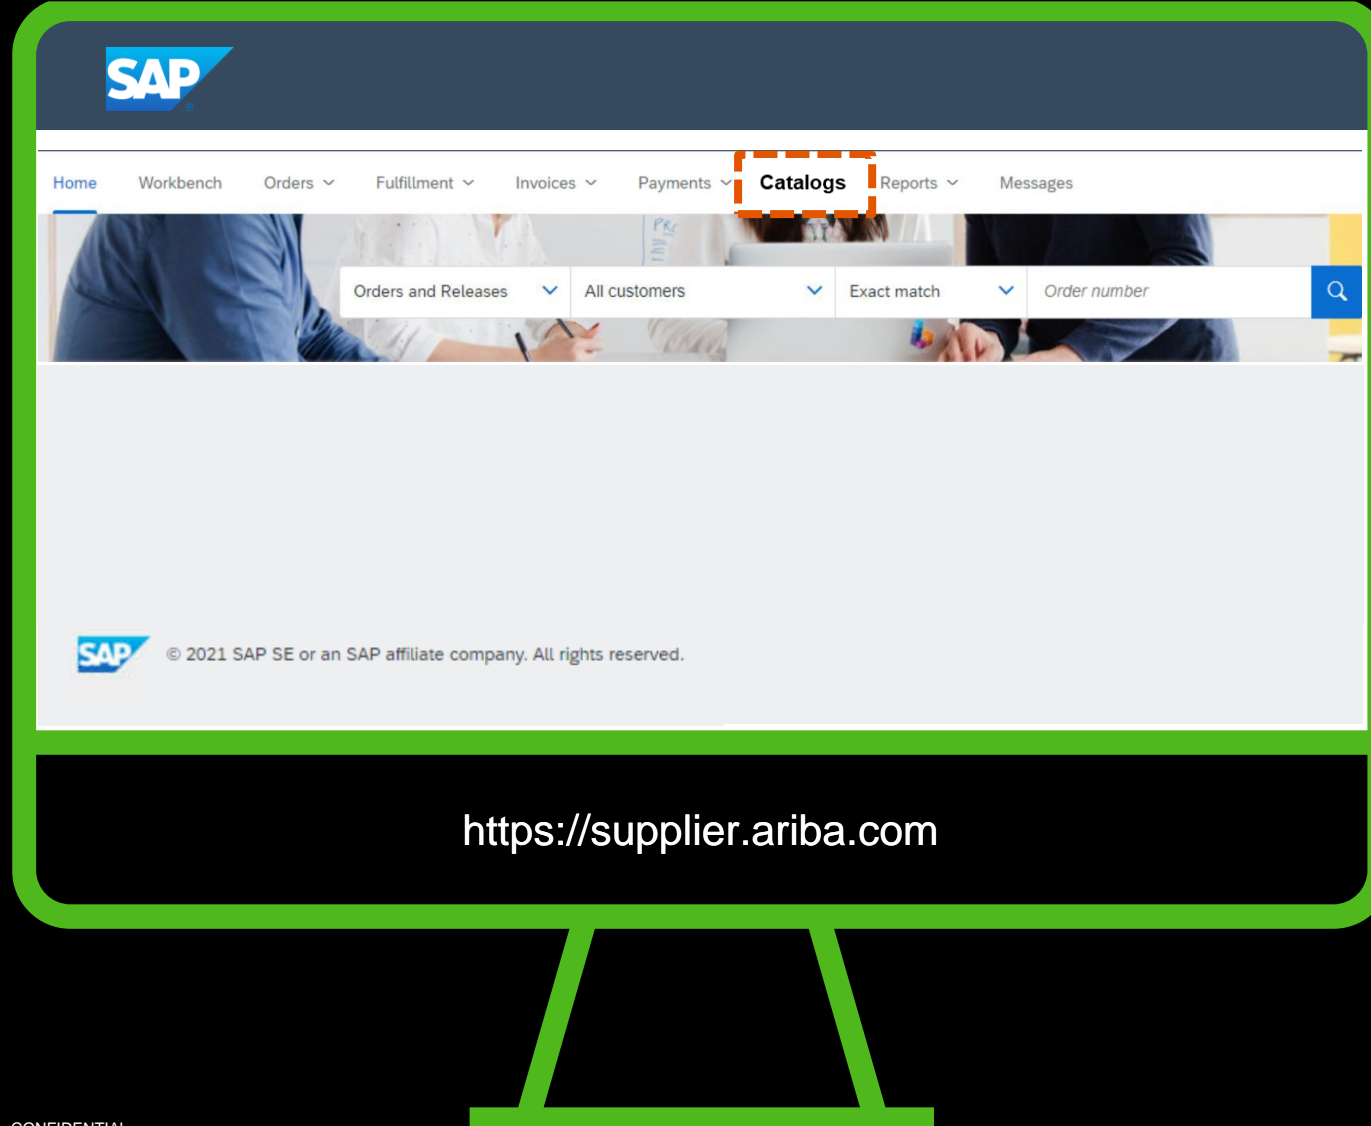 SAP
Home Workbench Orders Fulfillment Invoices Payments Catalogs Reports Messages
Orders and Releases All customers Exact match Order number
SAP © 2021 SAP SE or an SAP affiliate company. All rights reserved.
https://supplier.ariba.com
CONFIDENTIAL